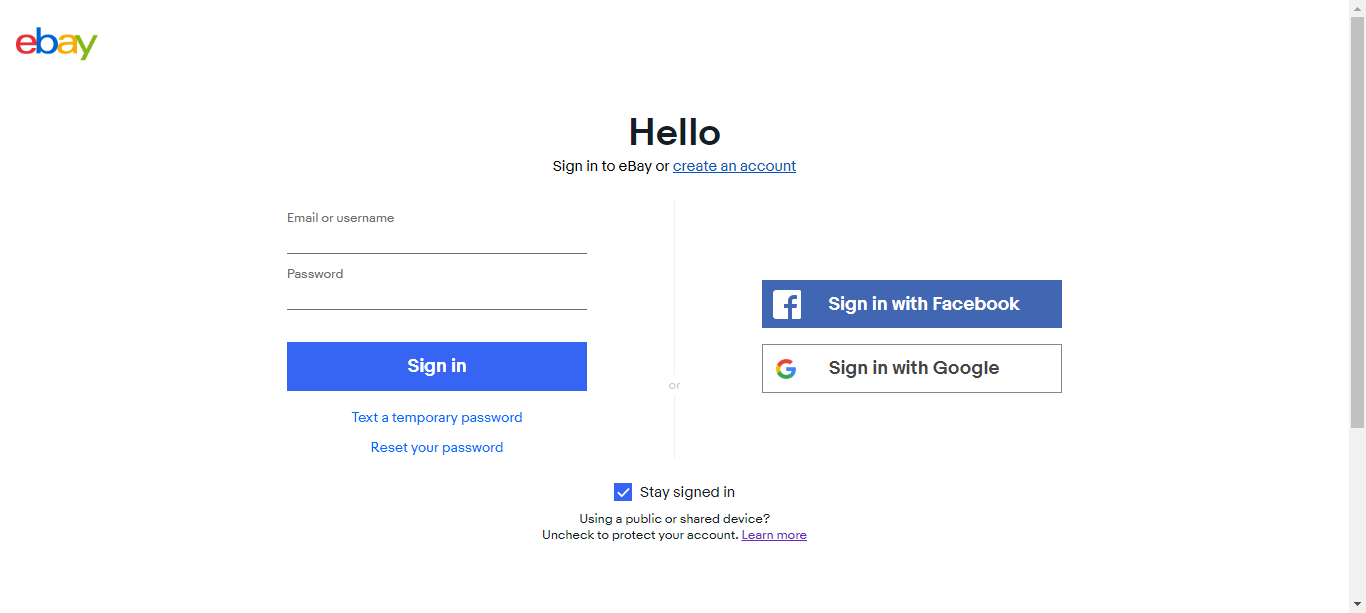 ebay
Hello
Sign in to eBay or create an account
Email or username
Password
Sign in
Text a temporary password
Reset your password
or
Sign in with Facebook
Sign in with Google
Stay signed in
Using a public or shared device?
Uncheck to protect your account. Learn more